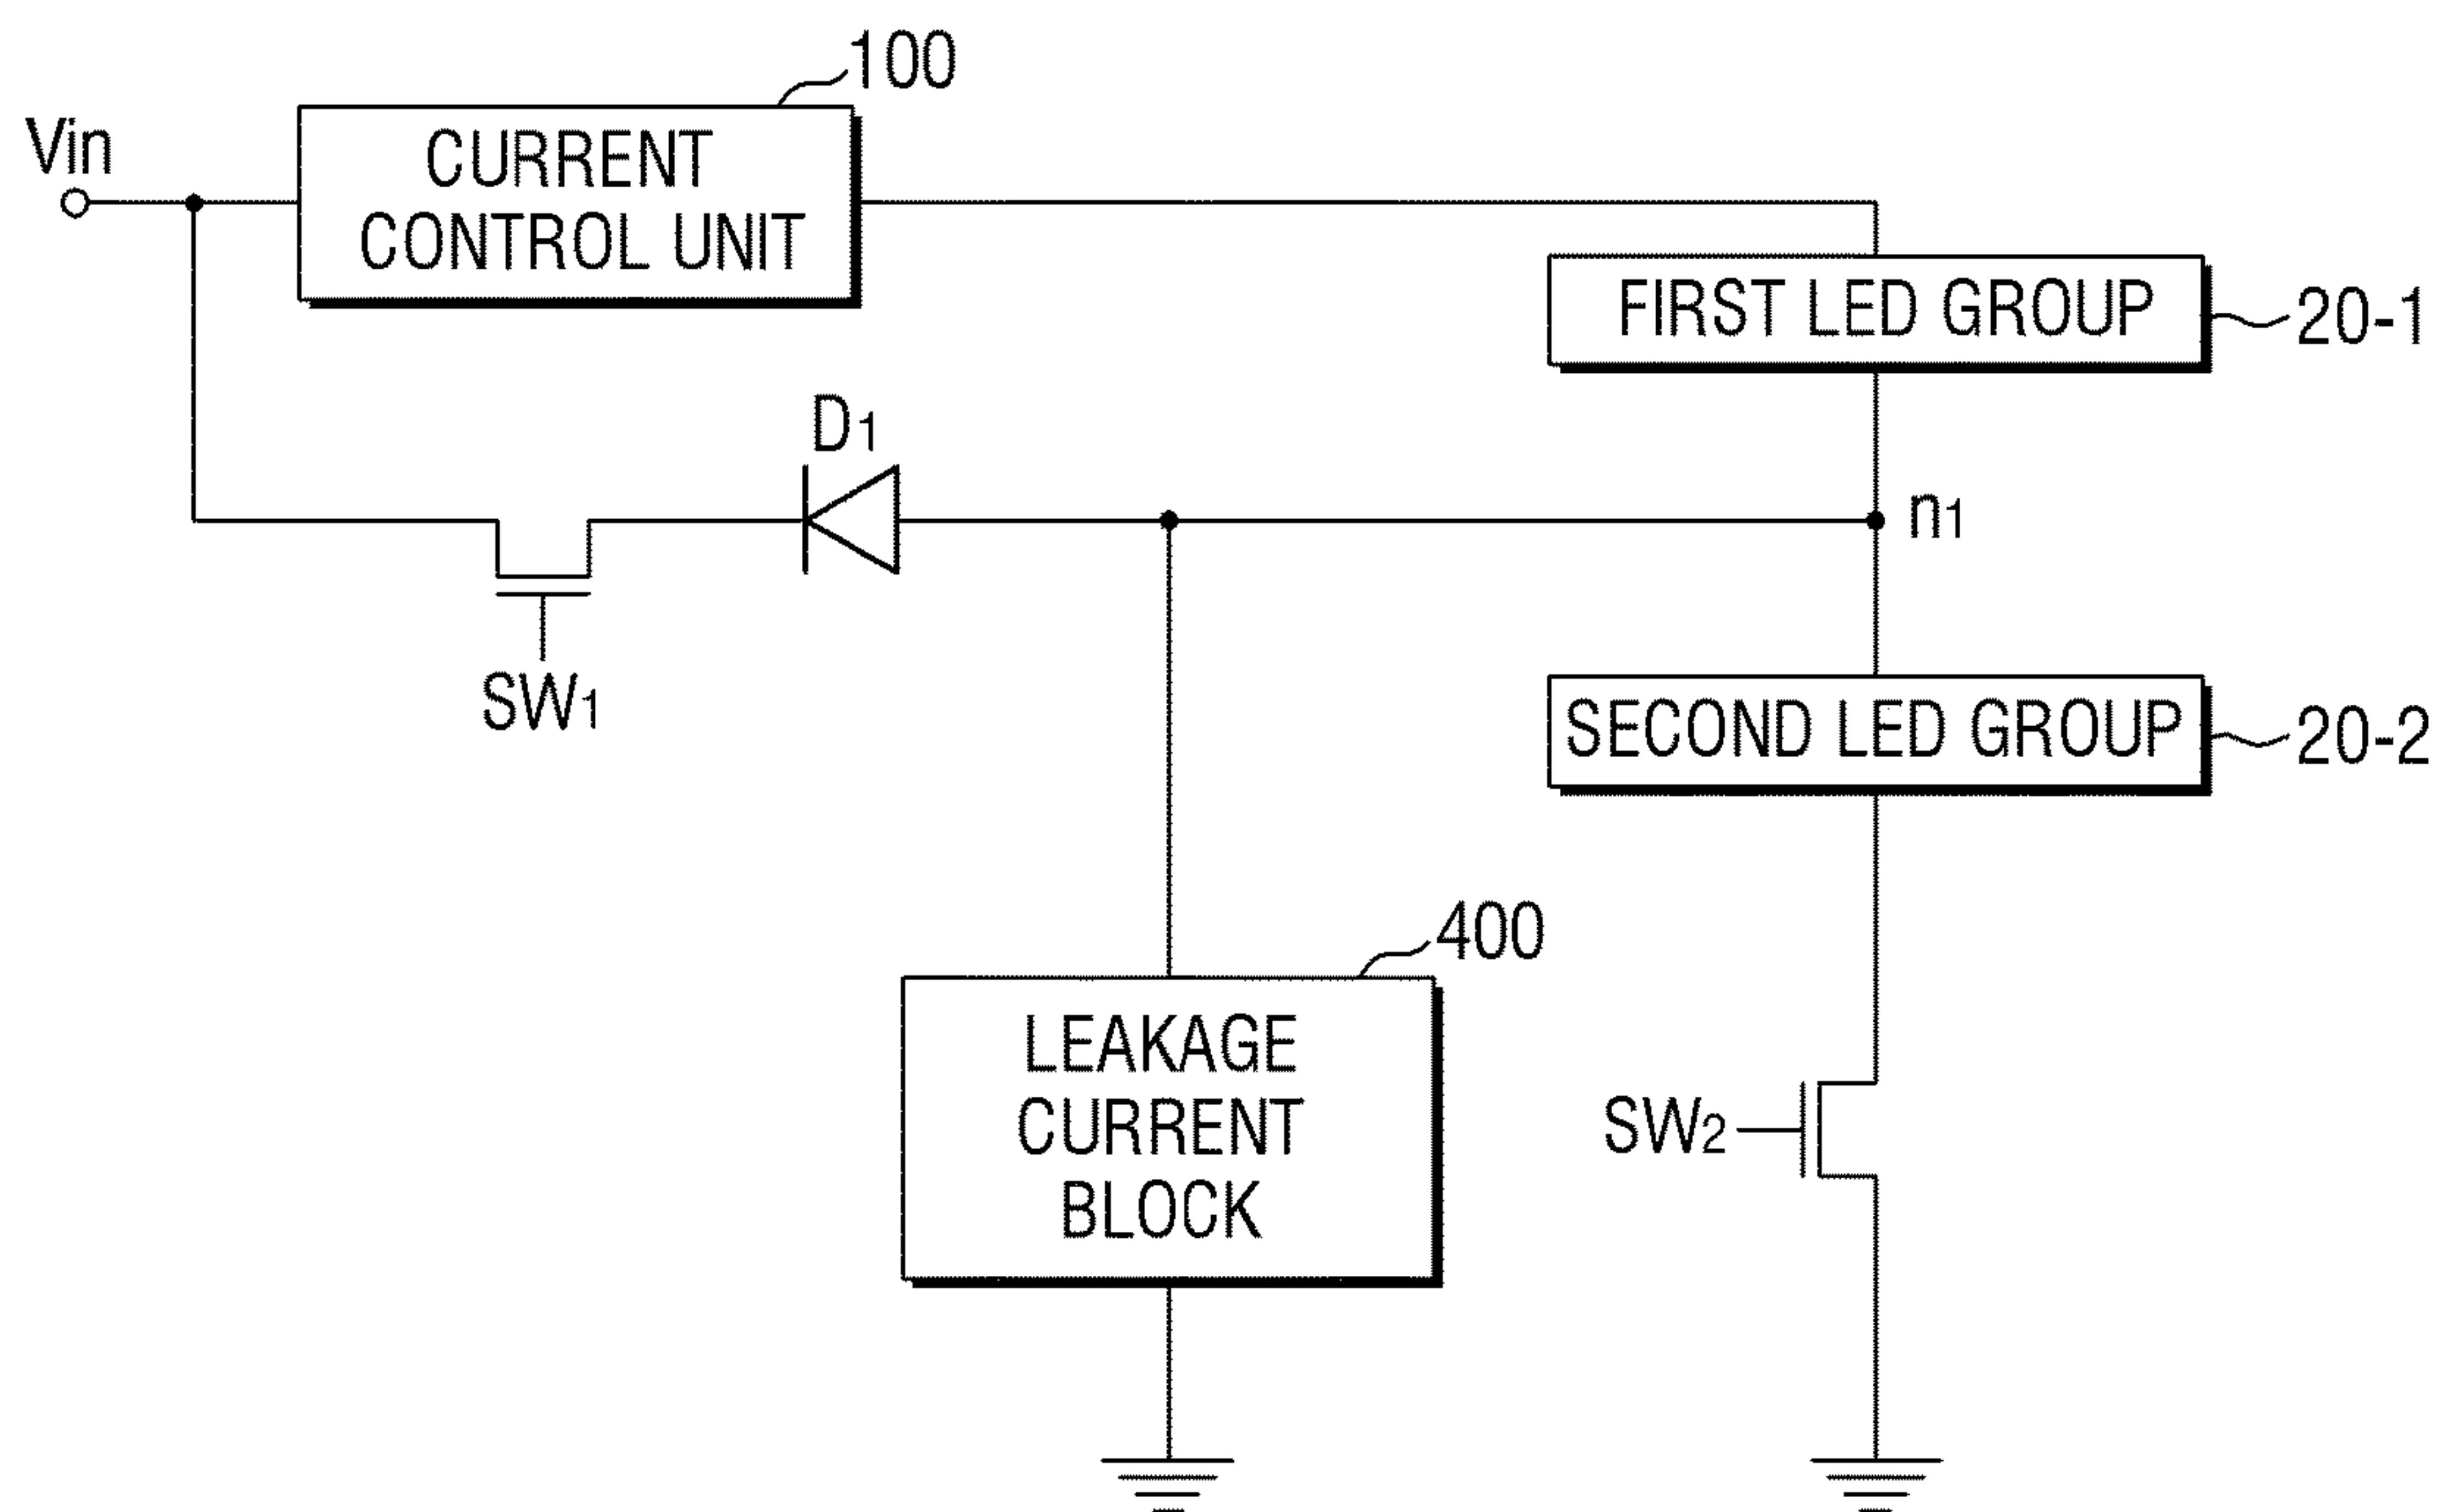 100
Vin
CURRENT
CONTROL UNIT
FIRST LED GROUP
20-1
D1
n1
SW1
SECOND LED GROUP
20-2
400
LEAKAGE
CURRENT
BLOCK
SW2